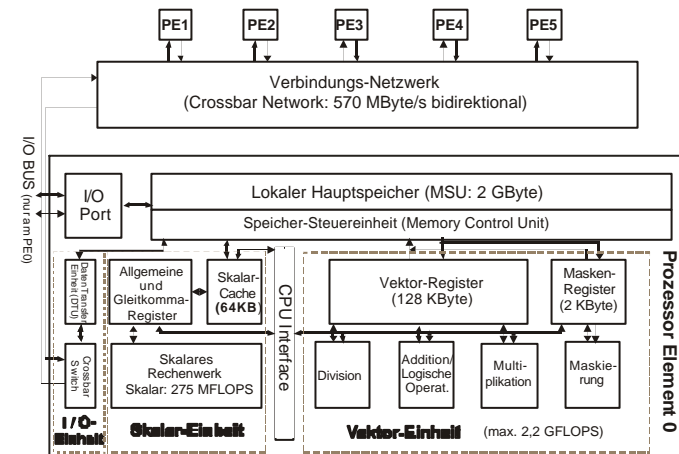 PE1 PE2 PE3 PE4 PE5
Verbindungs-Netzwerk
(Crossbar Network: 570 MByte/s bidirektional)
I/O BUS (nur am PE0)
I/O
Port
Lokaler Hauptspeicher (MSU: 2 GByte)
Speicher-Steuereinheit (Memory Control Unit)
Prozessor Element 0
Daten Transfer
Einheit (DTU)
Allgemeine
und
Gleitkomma-
Register
Skalar-
Cache
(64KB)
CPU Interface
Vektor-Register
(128 KByte)
Masken-
Register
(2 KByte)
Crossbar
Switch
Skalares
Rechenwerk
Skalar: 275 MFLOPS
Division
Addition/
Logische
Operat.
Multi-
plikation
Maskie-
rung
I / O-
Einheit
Skalar-Einheit
Vektor-Einheit (max. 2,2 GFLOPS)